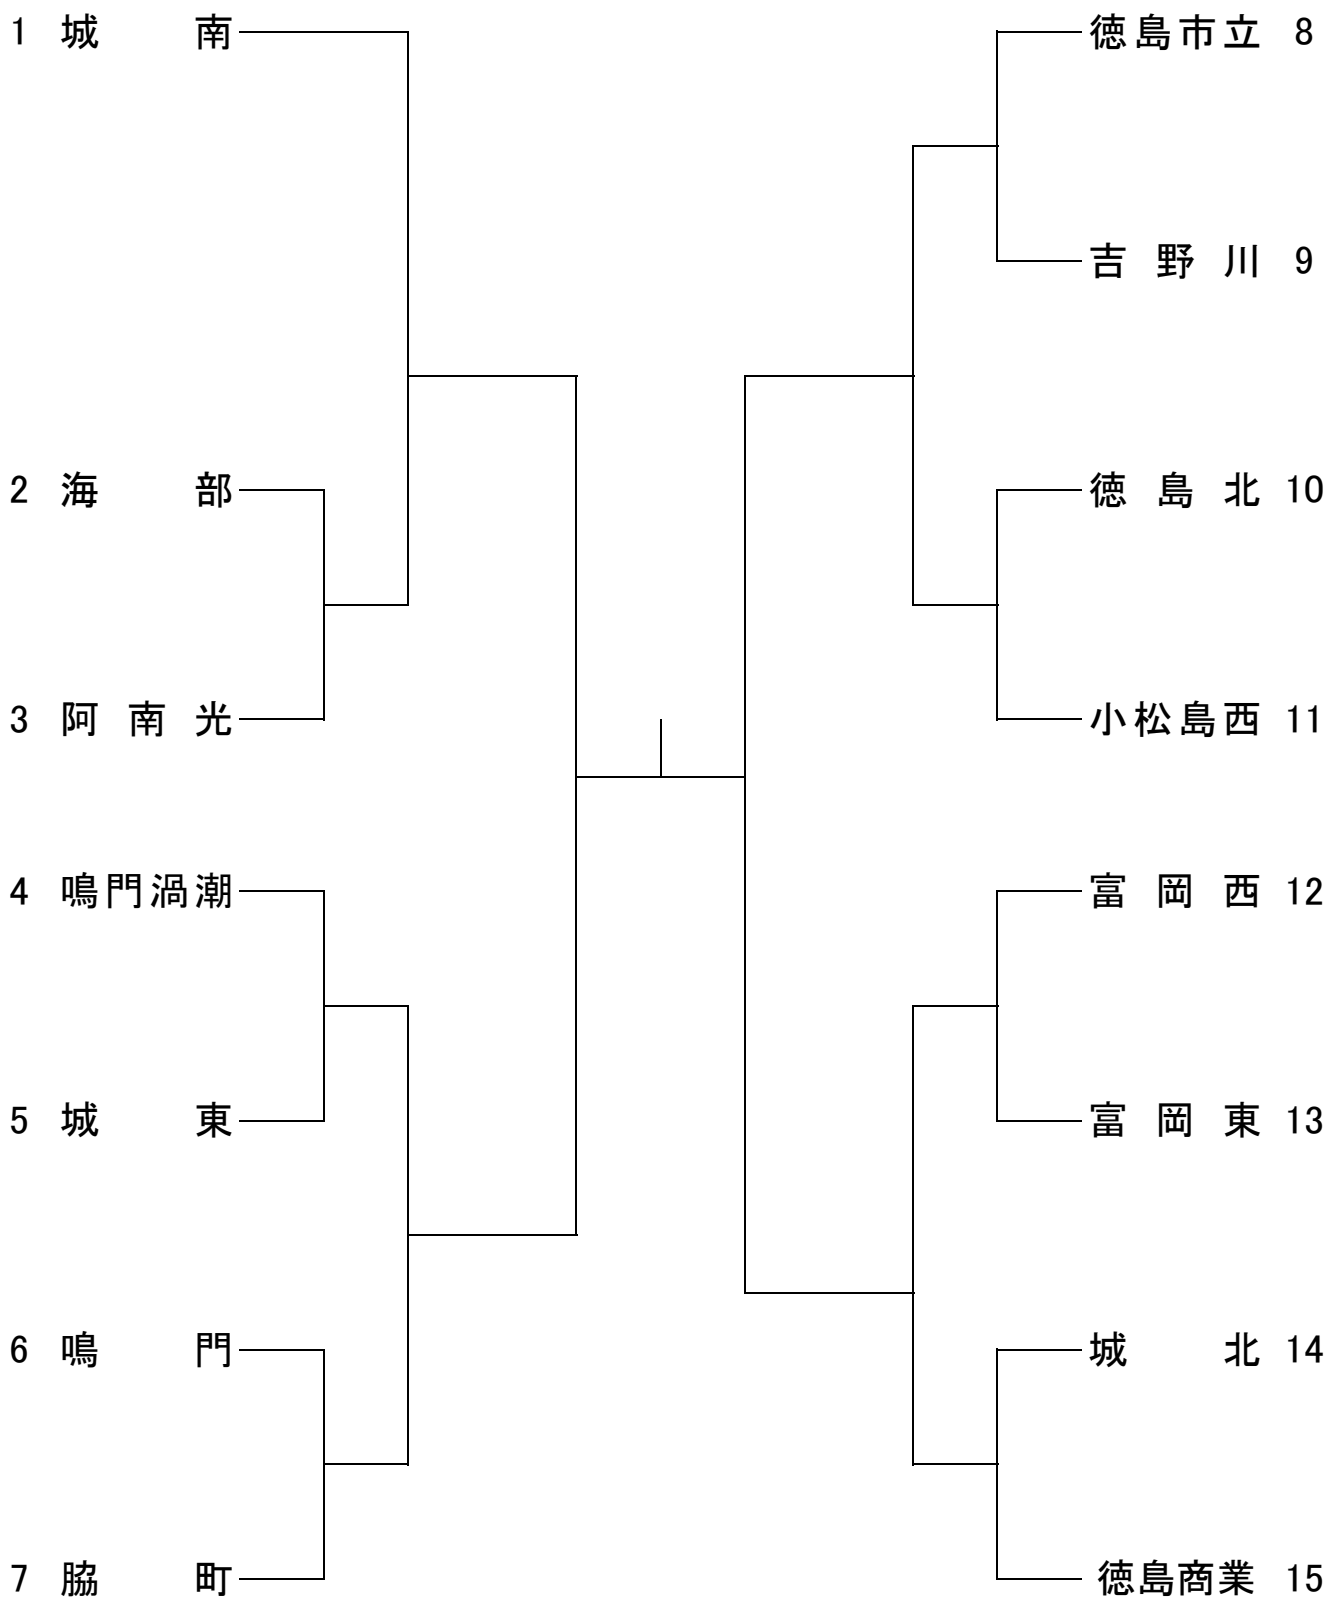 1 城南
2 海部
3 阿南光
4 鳴門渦潮
5 城東
6 鳴門
7 脇町
徳島市立 8
吉野川 9
徳島北 10
小松島西 11
富岡西 12
富岡東 13
城北 14
徳島商業 15